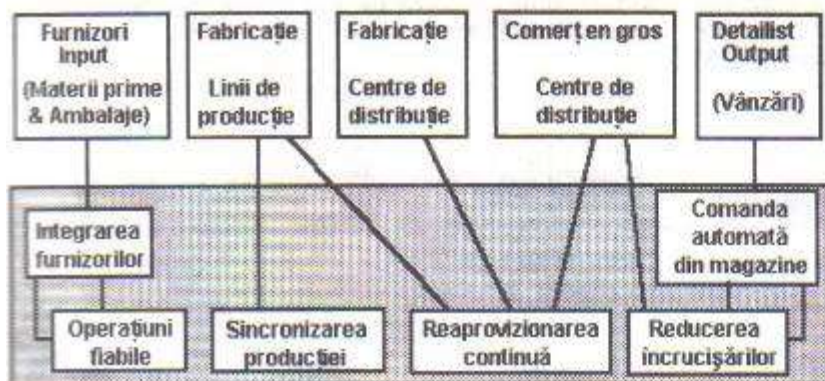 Furnizori
Input
(Materii prime
& Ambalaje)
Fabricație
Linii de
producție
Fabricație
Centre de
distribuție
Comerț en gros
Centre de
distribuție
Detailist
Output
(Vânzări)
Integrarea
furnizorilor
Comanda
automată
din magazine
Operațiuni
fiabile
Sincronizarea
producției
Reaprovizionarea
continuă
Reducerea
încrucișărilor